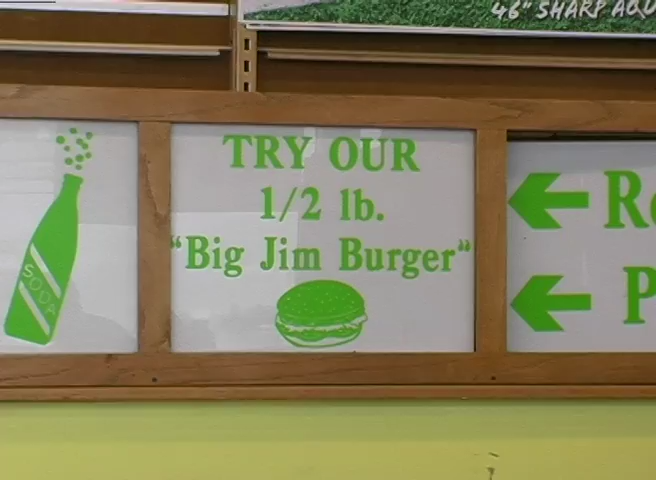 46" SHARP AQU
TRY OUR
1/2 lb.
"Big Jim Burger"
SODA